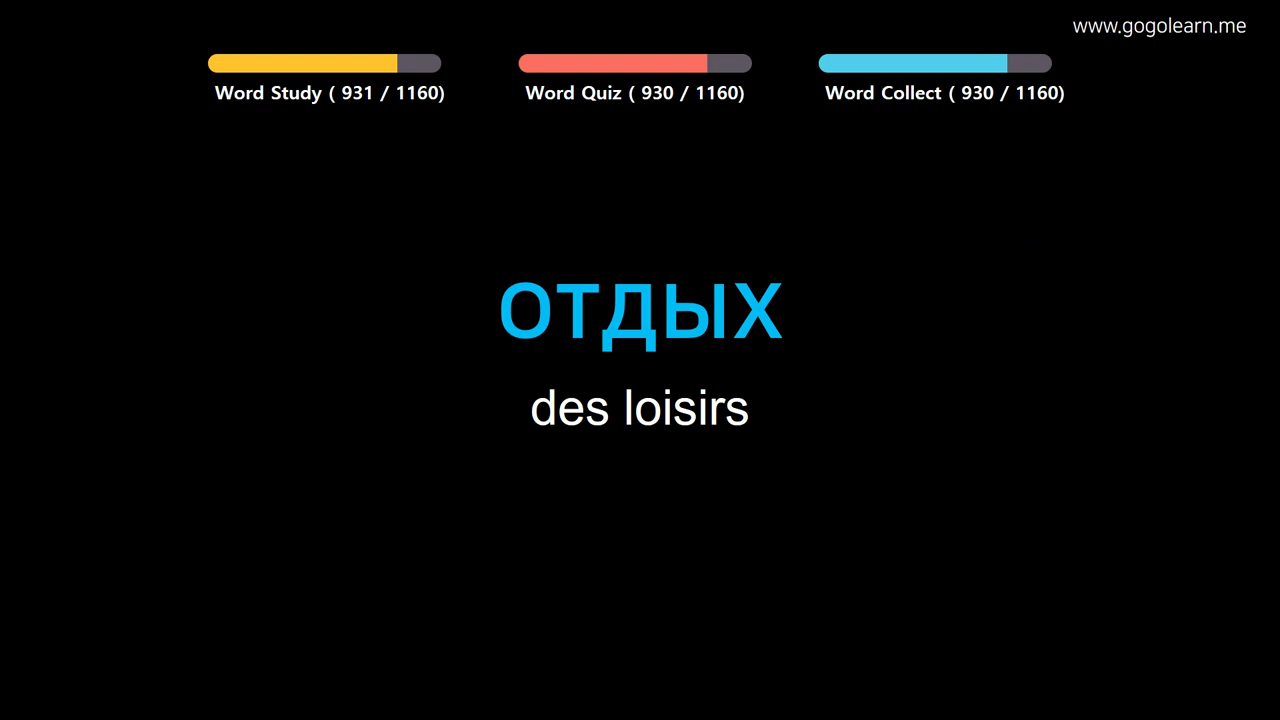 www.gogolearn.me
Word Study ( 931 / 1160)
Word Quiz ( 930 / 1160)
Word Collect ( 930 / 1160)
отдых
des loisirs